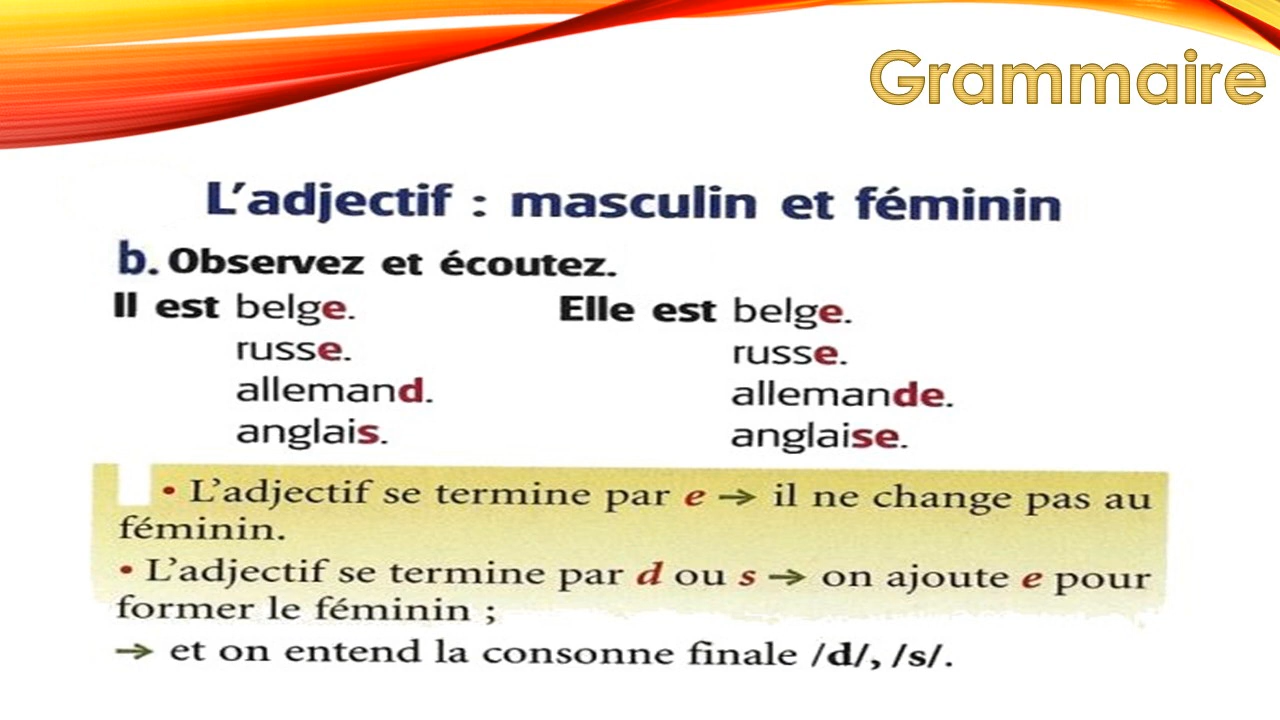 Grammaire
L'adjectif : masculin et féminin
b. Observez et écoutez.
Il est belge. Elle est belge.
russe. russe.
allemand. allemande.
anglais. anglaise.
• L'adjectif se termine par e → il ne change pas au
féminin.
• L'adjectif se termine par d ou s → on ajoute e pour
former le féminin ;
→ et on entend la consonne finale /d/, /s/.